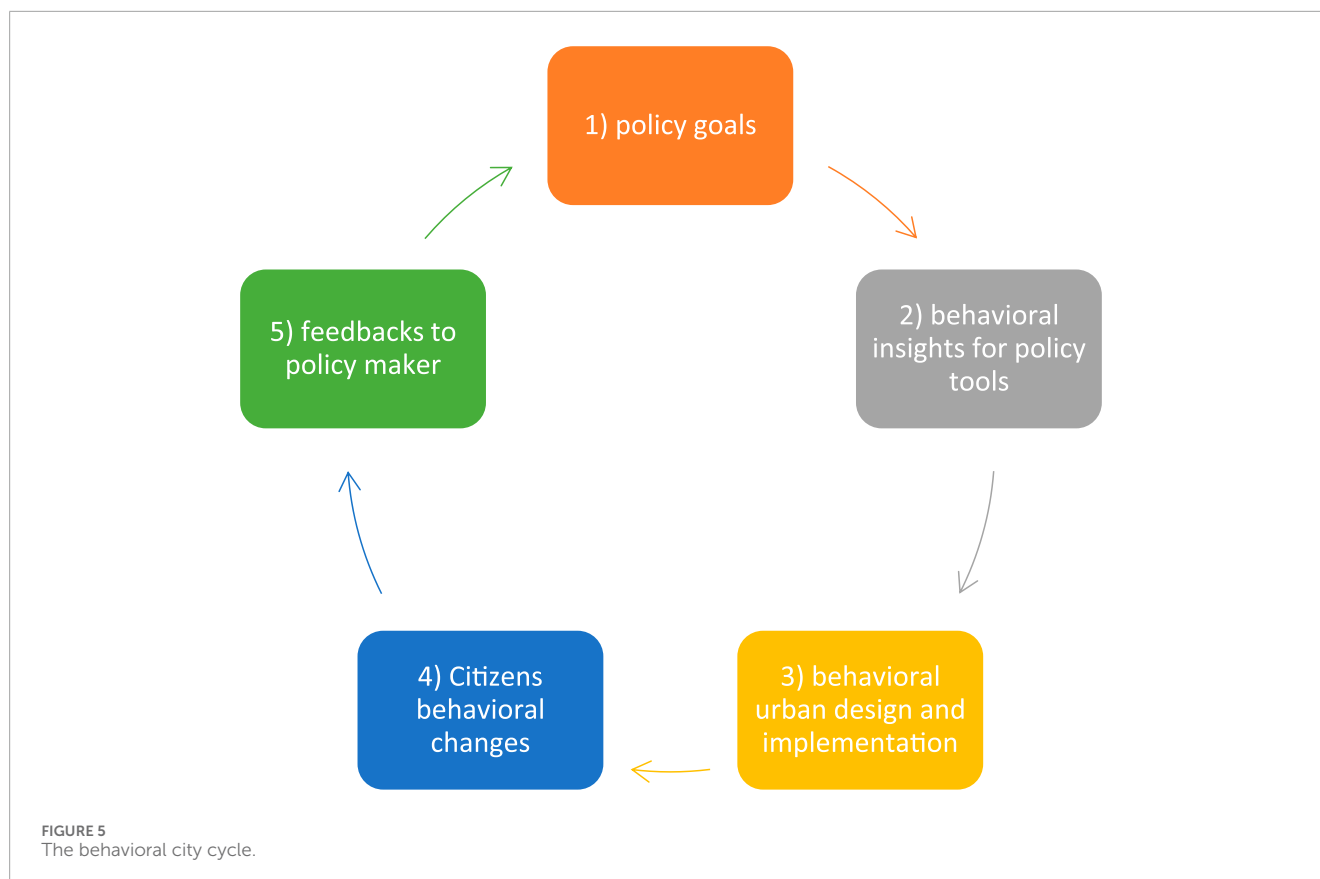 1) policy goals
2) behavioral
insights for policy
tools
3) behavioral
urban design and
implementation
4) Citizens
behavioral
changes
5) feedbacks to
policy maker
FIGURE 5
The behavioral city cycle.